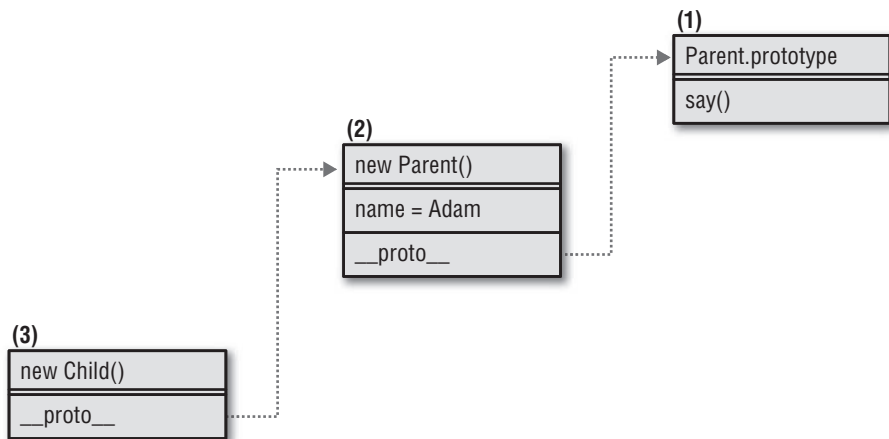 (1)
Parent.prototype
say()
(2)
new Parent()
name = Adam
__proto__
(3)
new Child()
__proto__